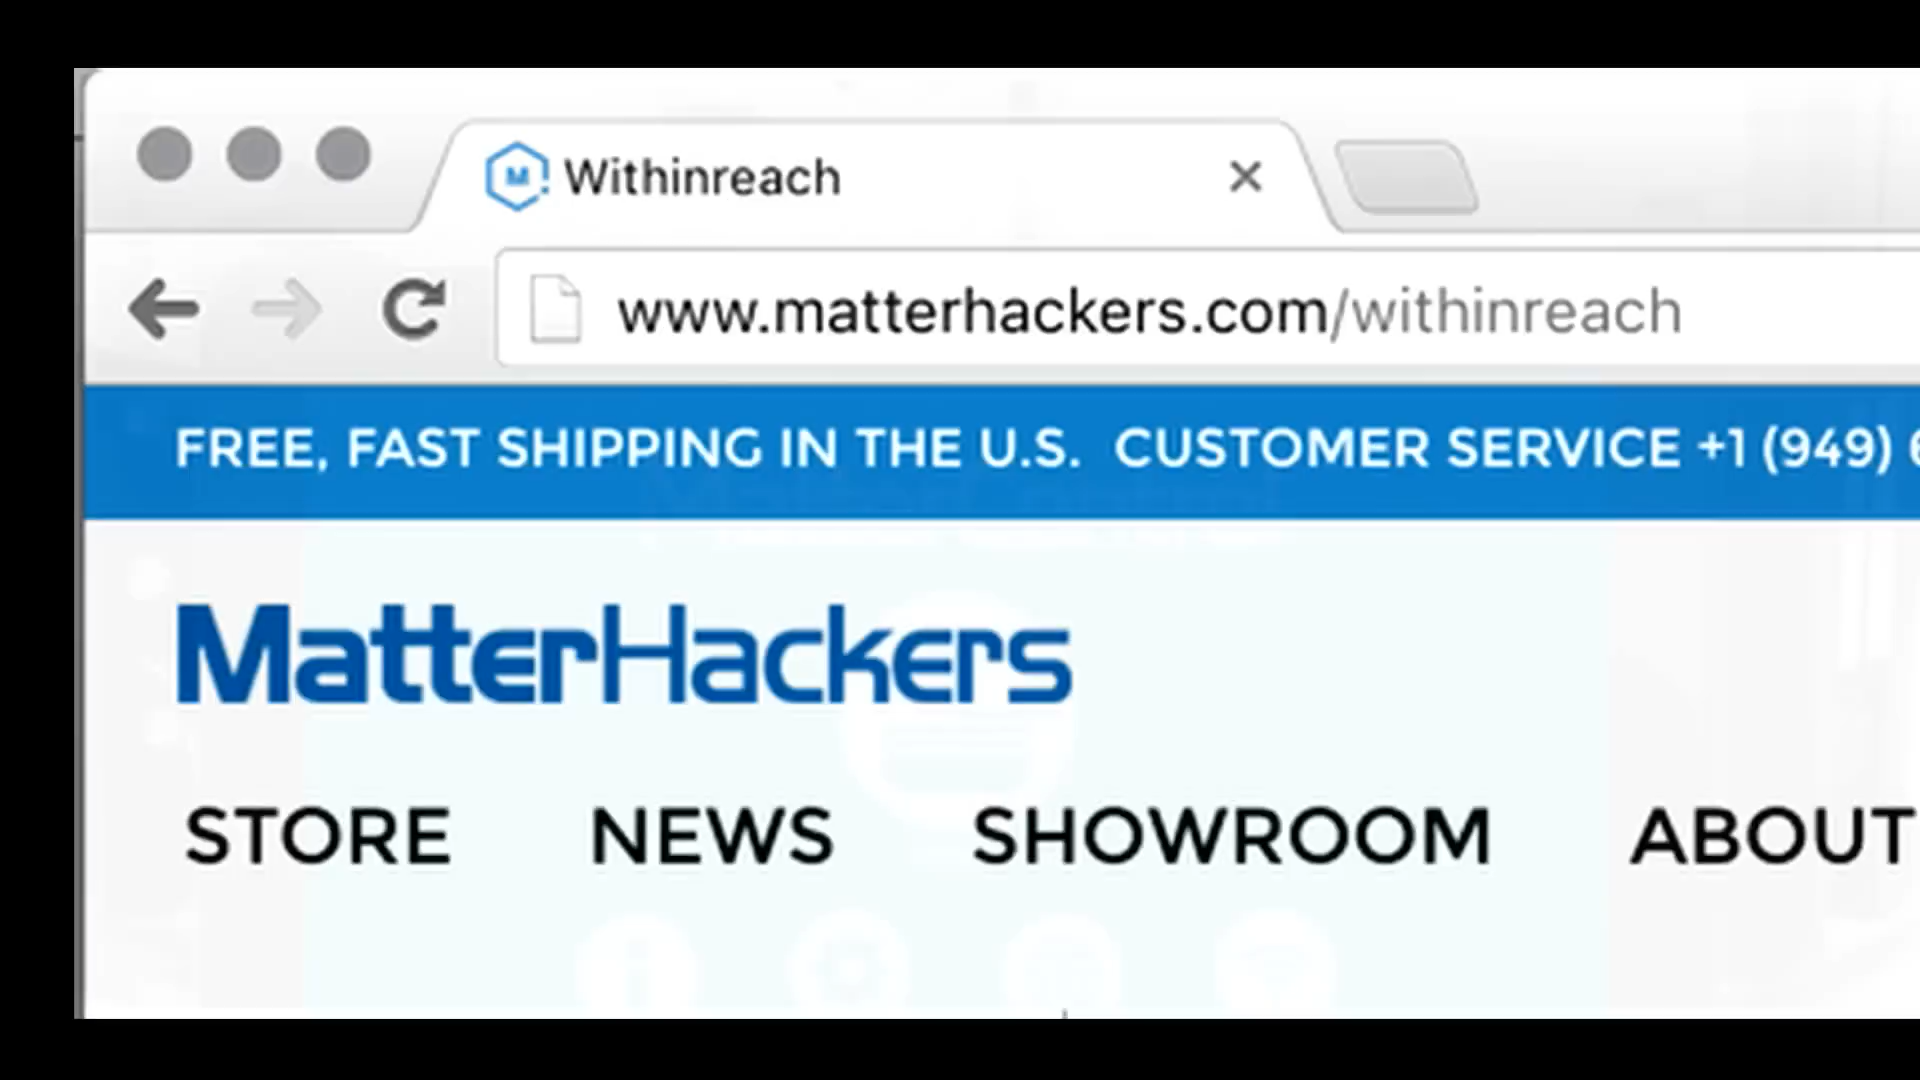 Withinreach
www.matterhackers.com/withinreach
FREE, FAST SHIPPING IN THE U.S. CUSTOMER SERVICE +1 (949)
MatterHackers
STORE NEWS SHOWROOM ABOUT